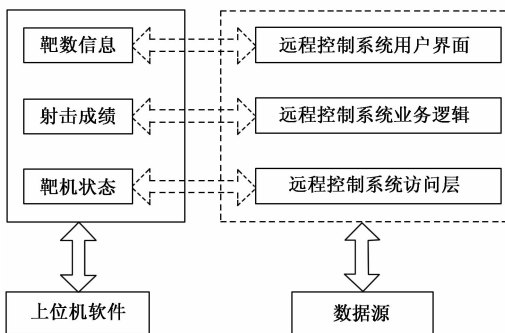 靶数信息
远程控制系统用户界面
射击成绩
远程控制系统业务逻辑
靶机状态
远程控制系统访问层
上位机软件
数据源